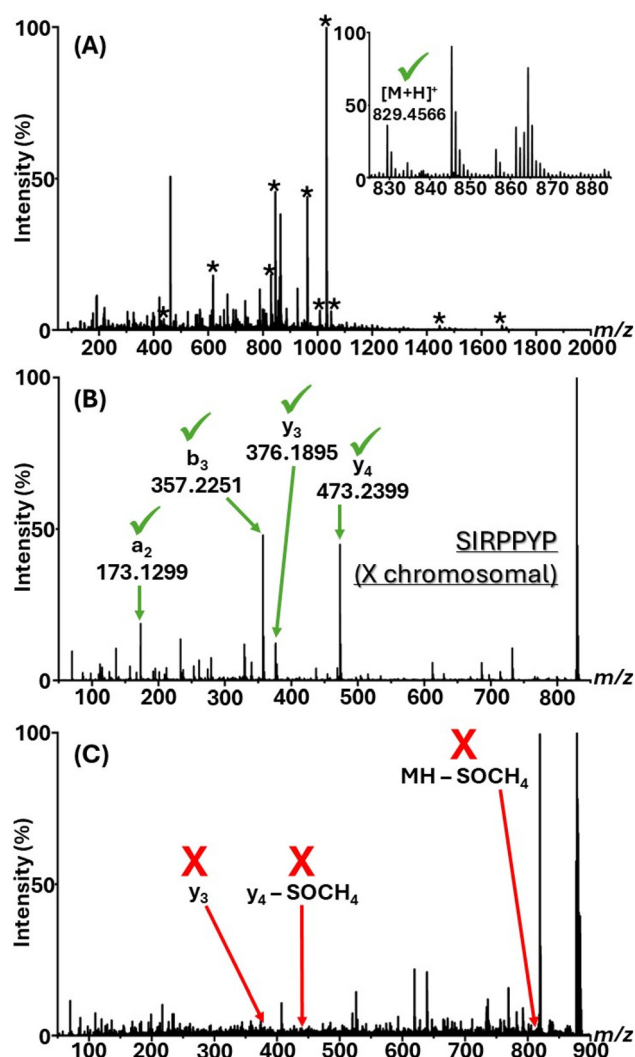 (A)
100
50
0
Intensity (%)
200 400 600 800 1000 1200 1400 1600 1800 2000
m/z
* * * * * * * * * *
100
50
0
[M+H]⁺
829.4566
830 840 850 860 870 880
(B)
100
50
0
Intensity (%)
a₂
173.1299
b₃
357.2251
y₃
376.1895
y₄
473.2399
SIRPPYP
(X chromosomal)
100 200 300 400 500 600 700 800
m/z
(C)
100
50
0
Intensity (%)
X
y₃
X
y₄ – SOCH₄
X
MH – SOCH₄
100 200 300 400 500 600 700 800 900
m/z